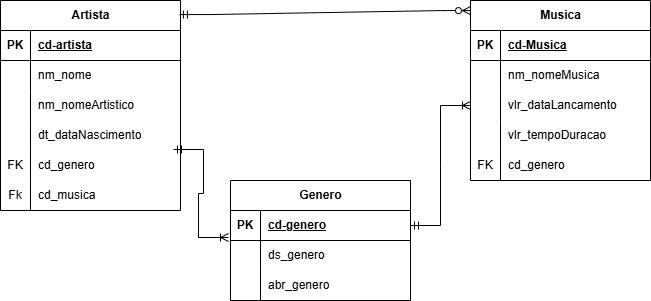 Artista
PK cd-artista
nm_nome
nm_nomeArtistico
dt_dataNascimento
FK cd_genero
Fk cd_musica
Musica
PK cd-Musica
nm_nomeMusica
vlr_dataLancamento
vlr_tempoDuracao
FK cd_genero
Genero
PK cd-genero
ds_genero
abr_genero